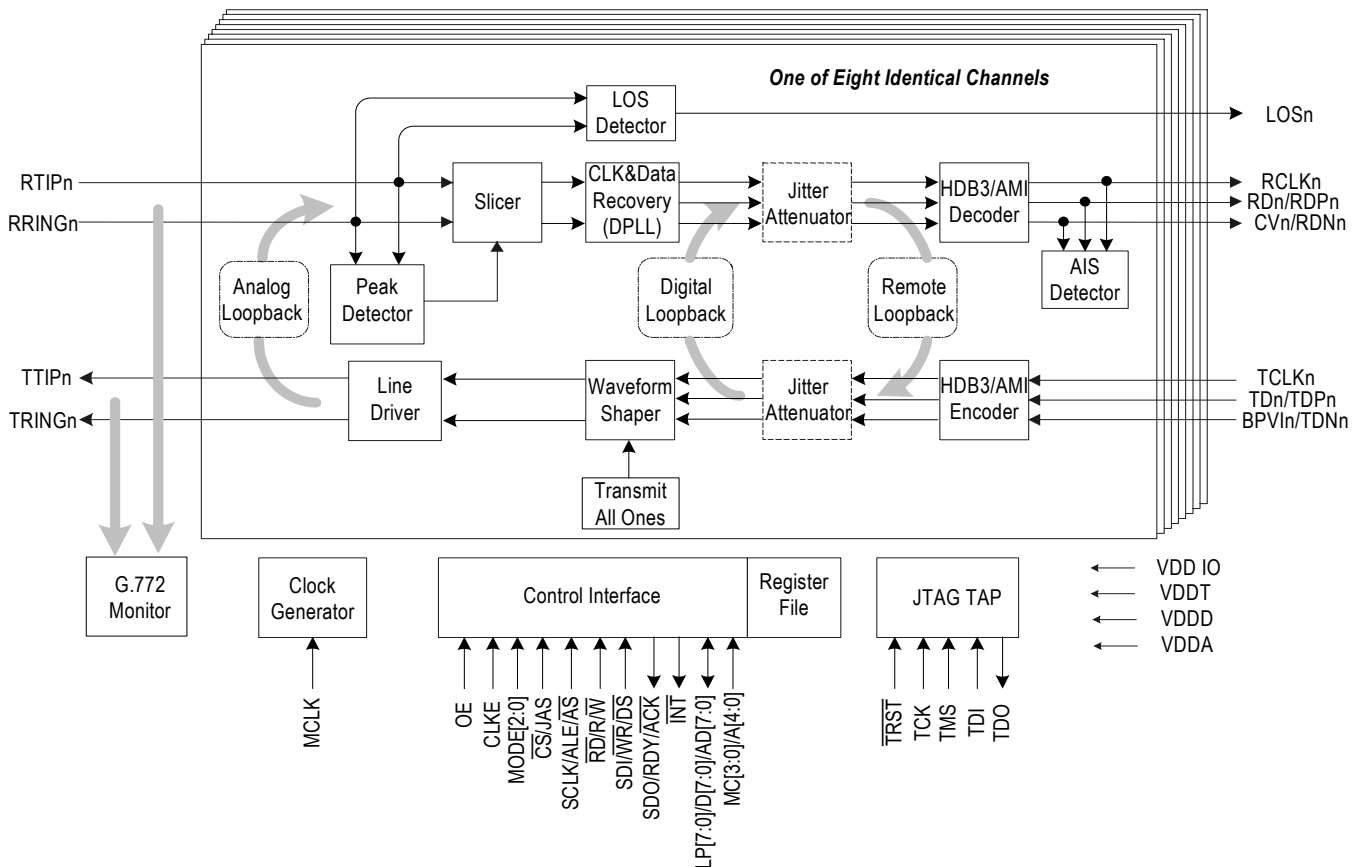 One of Eight Identical Channels
LOS
Detector
LOSn
RTIPn
RRINGn
Slicer
CLK&Data
Recovery
(DPLL)
Jitter
Attenuator
HDB3/AMI
Decoder
RCLKn
RDn/RDPn
CVn/RDNn
Analog
Loopback
Peak
Detector
Digital
Loopback
Remote
Loopback
AIS
Detector
TTIPn
TRINGn
Line
Driver
Waveform
Shaper
Jitter
Attenuator
HDB3/AMI
Encoder
TCLKn
TDn/TDPn
BPVIn/TDNn
Transmit
All Ones
G.772
Monitor
Clock
Generator
Control Interface
Register
File
JTAG TAP
VDD IO
VDDT
VDDD
VDDA
MCLK
OE
CLKE
MODE[2:0]
CS/JAS
SCLK/ALE/AS
RD/R/W
SDI/WR/DS
SDO/RDY/ACK
INT
LP[7:0]/D[7:0]/AD[7:0]
MC[3:0]/A[4:0]
TRST
TCK
TMS
TDI
TDO